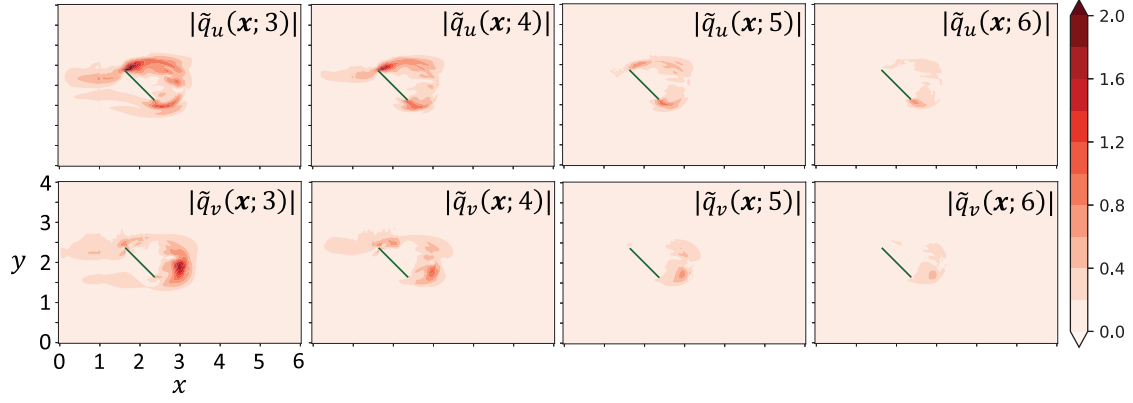 |q̃ᵤ(x; 3)| |q̃ᵤ(x; 4)| |q̃ᵤ(x; 5)| |q̃ᵤ(x; 6)|
|q̃ᵥ(x; 3)| |q̃ᵥ(x; 4)| |q̃ᵥ(x; 5)| |q̃ᵥ(x; 6)|
4
3
2
1
0
y
0 1 2 3 4 5 6
x
2.0
1.6
1.2
0.8
0.4
0.0